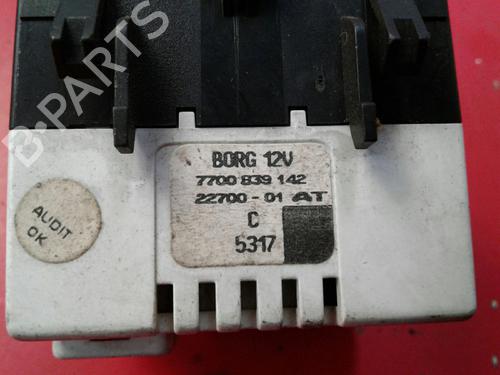 B-PARTS
BORG 12V
7700 839 142
22700 - 01 AT
C
5317
AUDIT
OK